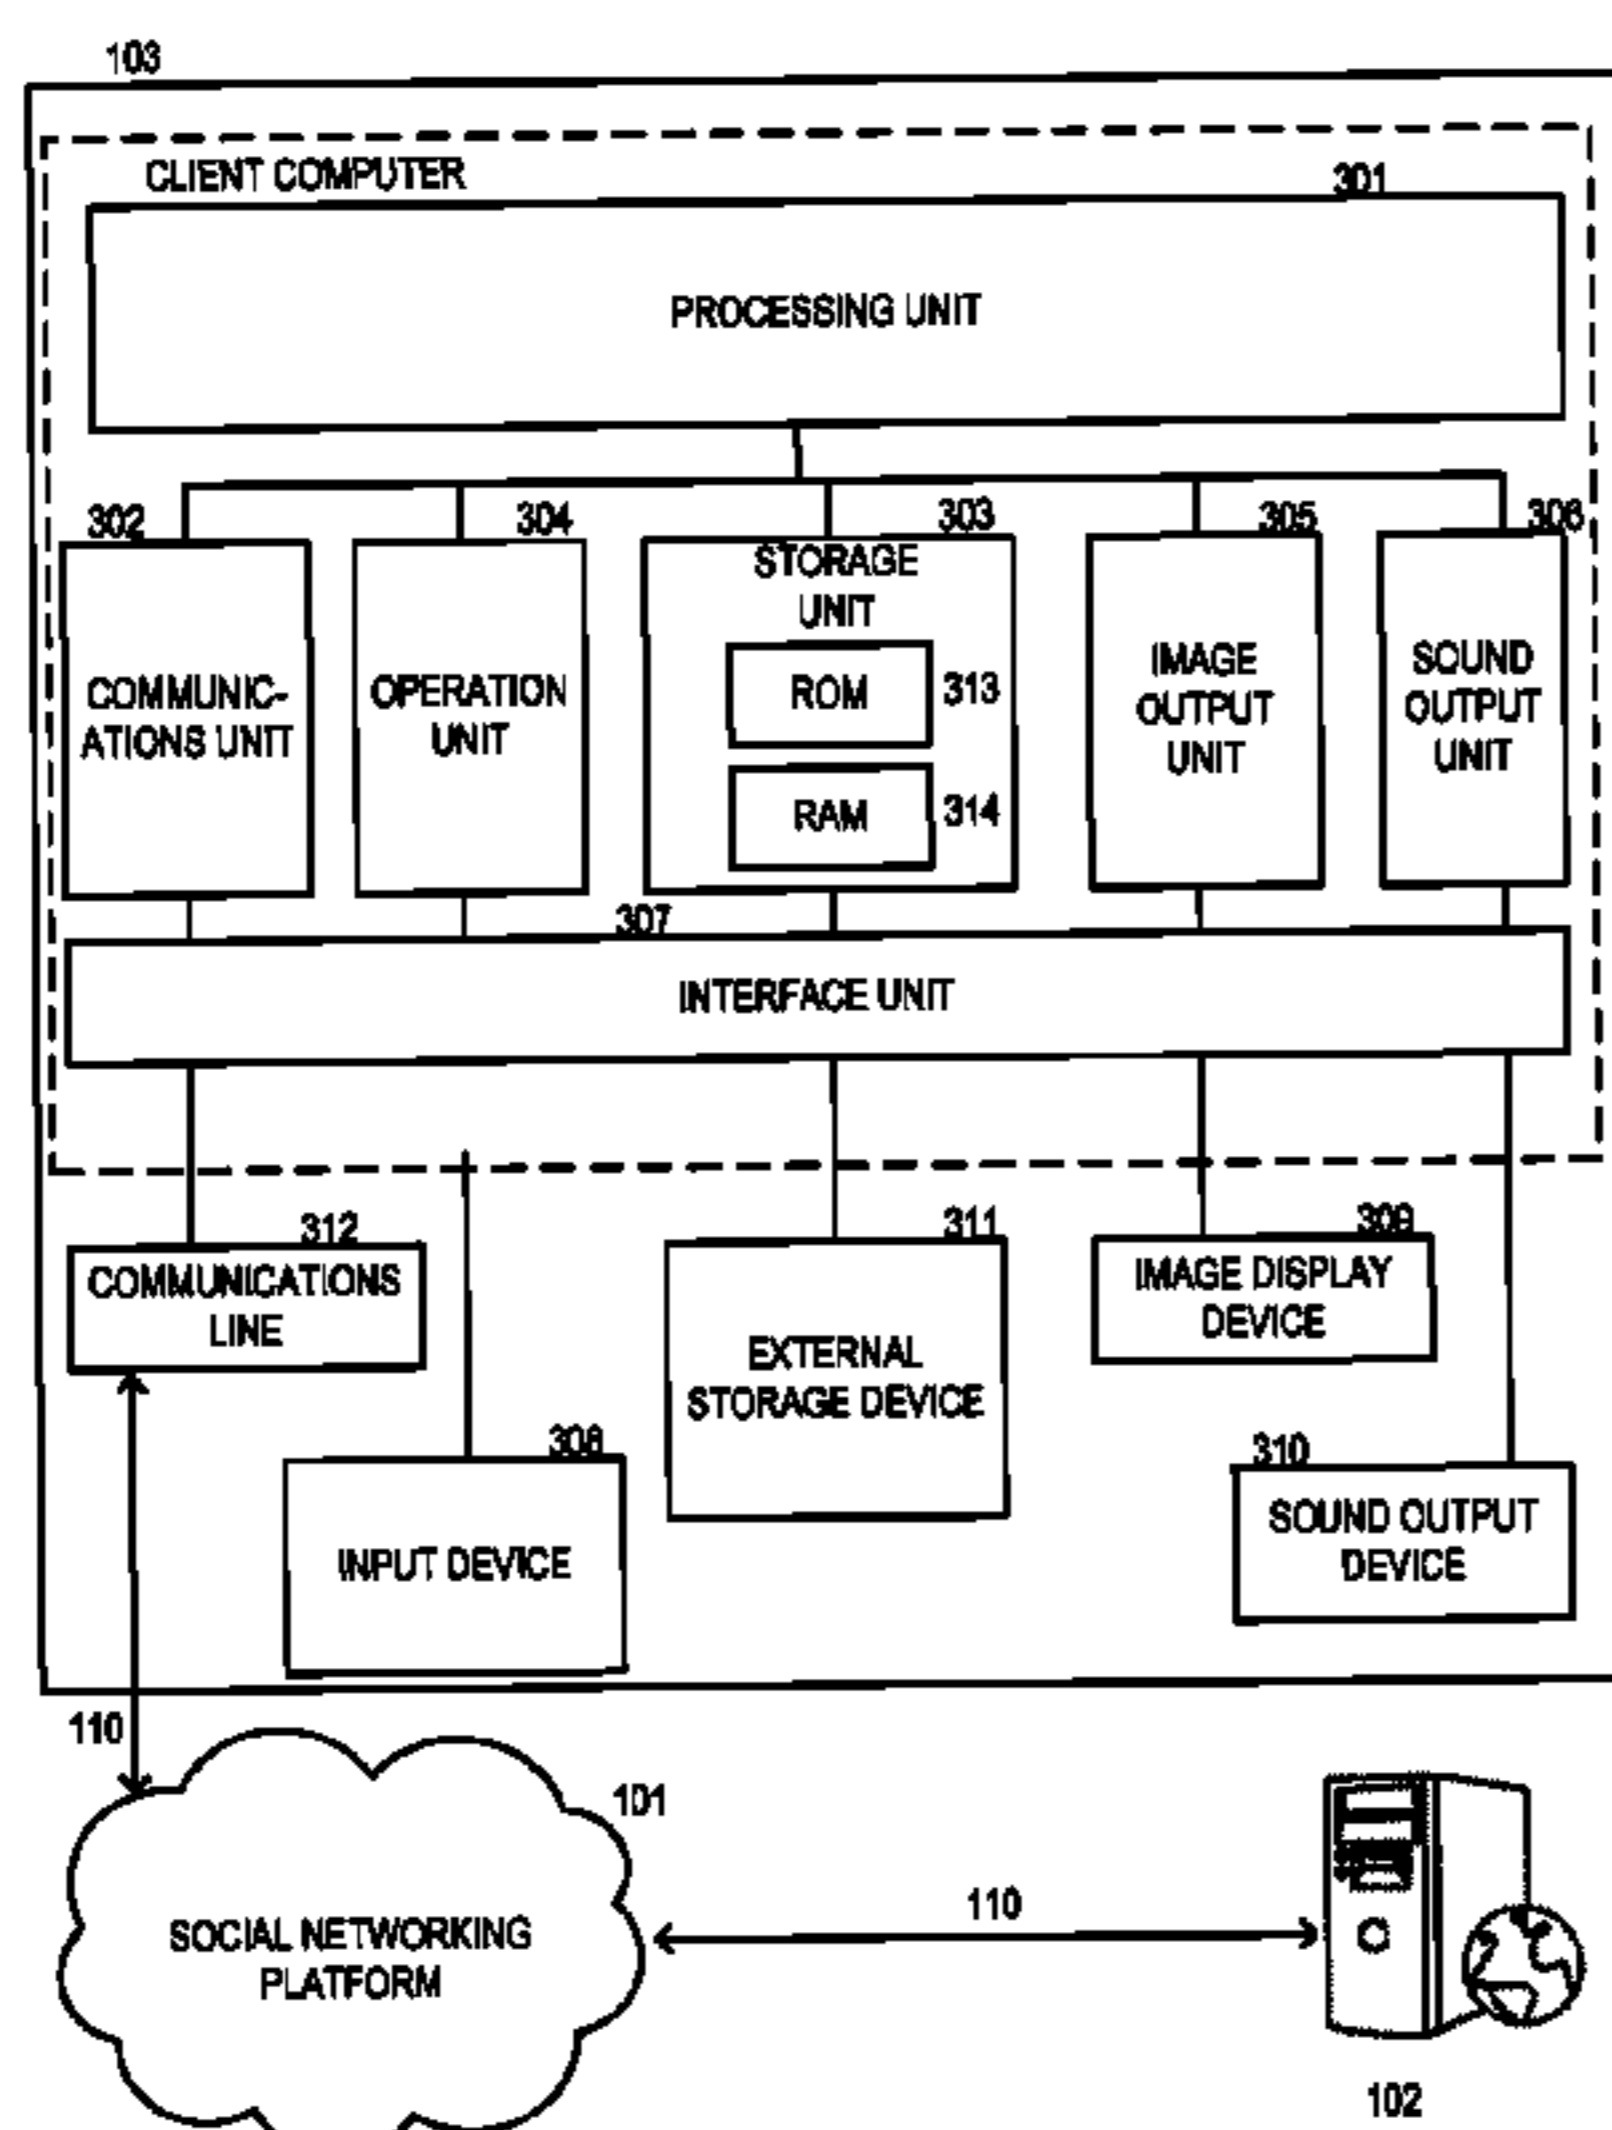 103
CLIENT COMPUTER
301
PROCESSING UNIT
302
304
303
305
306
COMMUNIC-
ATIONS UNIT
OPERATION
UNIT
STORAGE
UNIT
ROM
313
RAM
314
IMAGE
OUTPUT
UNIT
SOUND
OUTPUT
UNIT
307
INTERFACE UNIT
312
COMMUNICATIONS
LINE
311
EXTERNAL
STORAGE DEVICE
309
IMAGE DISPLAY
DEVICE
308
INPUT DEVICE
310
SOUND OUTPUT
DEVICE
110
101
SOCIAL NETWORKING
PLATFORM
110
102